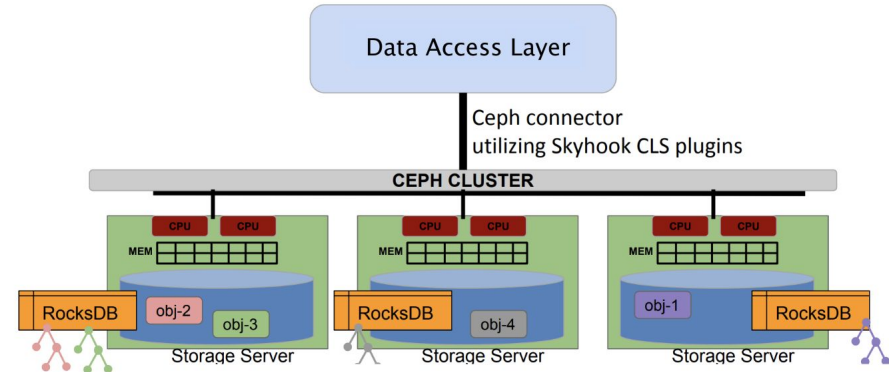 Data Access Layer
Ceph connector
utilizing Skyhook CLS plugins
CEPH CLUSTER
CPU CPU
MEM
RocksDB
obj-2
obj-3
Storage Server
CPU CPU
MEM
RocksDB
obj-4
Storage Server
CPU CPU
MEM
obj-1
RocksDB
Storage Server